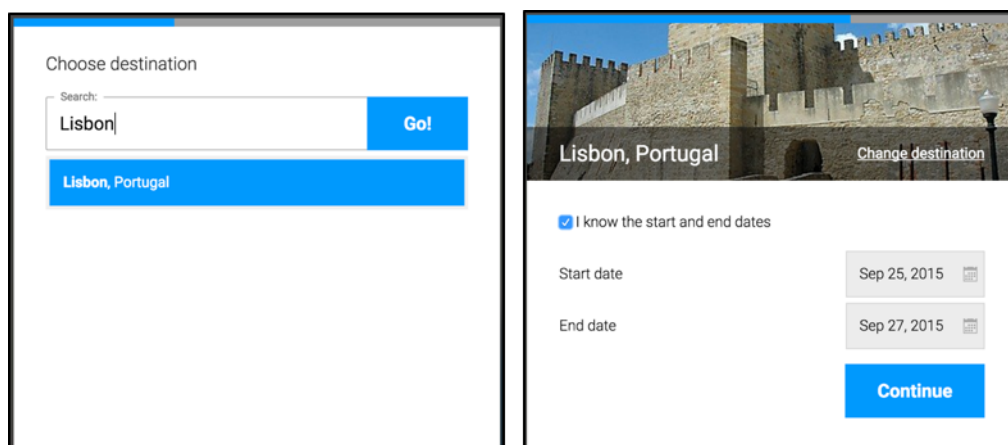 Choose destination
Search:
Lisbon
Go!
Lisbon, Portugal
Lisbon, Portugal
Change destination
I know the start and end dates
Start date
Sep 25, 2015
End date
Sep 27, 2015
Continue